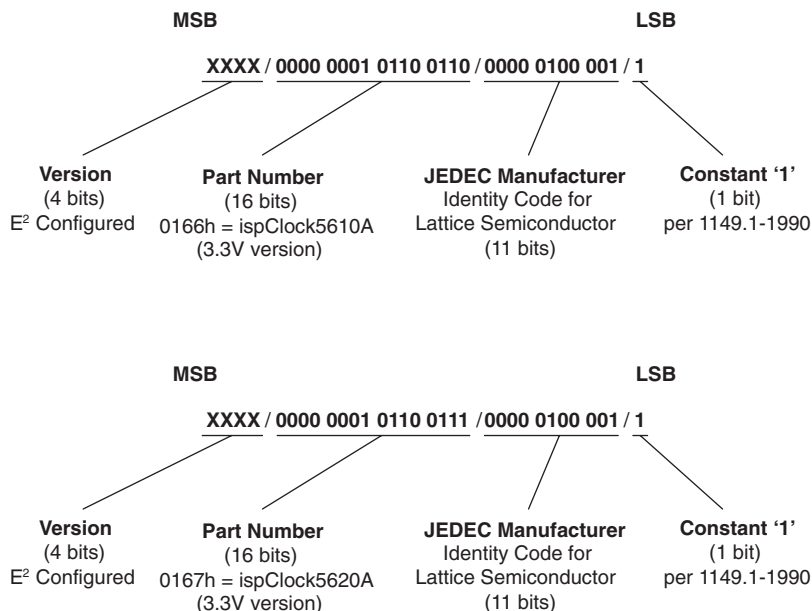 MSB LSB
XXXX / 0000 0001 0110 0110 / 0000 0100 001 / 1
Version Part Number JEDEC Manufacturer Constant ‘1’
(4 bits) (16 bits) Identity Code for (1 bit)
E² Configured 0166h = ispClock5610A Lattice Semiconductor per 1149.1-1990
(3.3V version) (11 bits)
MSB LSB
XXXX / 0000 0001 0110 0111 / 0000 0100 001 / 1
Version Part Number JEDEC Manufacturer Constant ‘1’
(4 bits) (16 bits) Identity Code for (1 bit)
E² Configured 0167h = ispClock5620A Lattice Semiconductor per 1149.1-1990
(3.3V version) (11 bits)